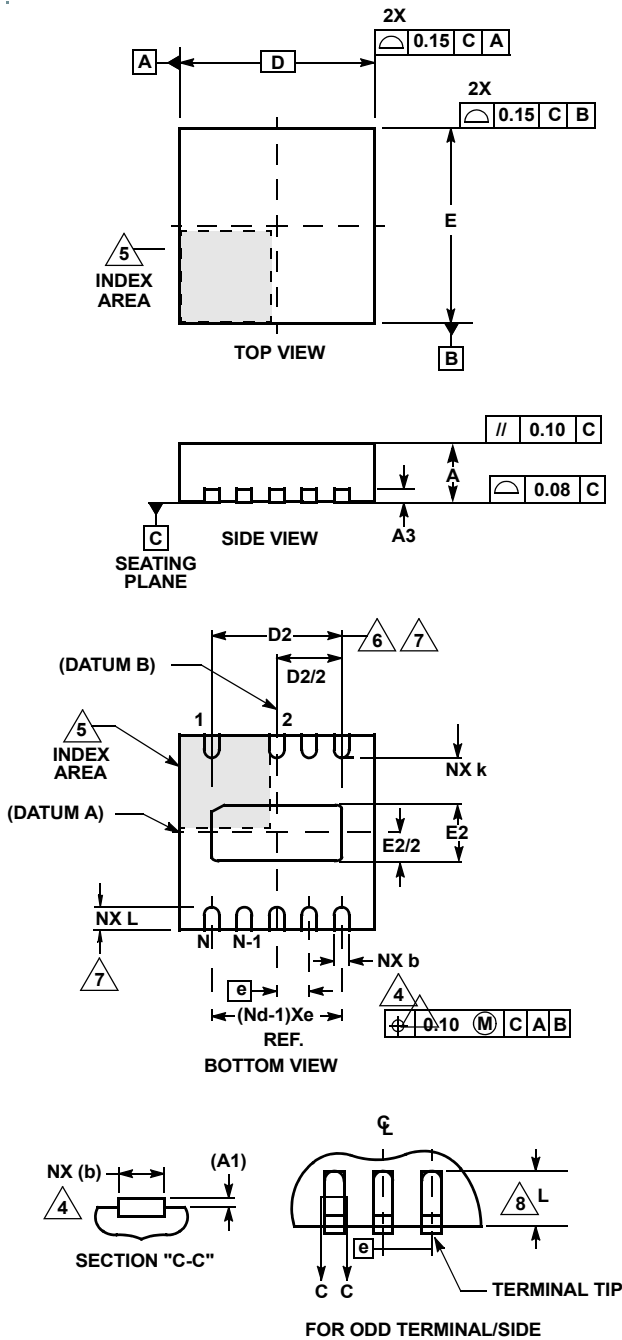 2X
0.15 C A
A
D
2X
0.15 C B
E
5
INDEX
AREA
TOP VIEW
B
// 0.10 C
A
0.08 C
A3
C
SIDE VIEW
SEATING
PLANE
D2
6 7
(DATUM B)
D2/2
5
INDEX
AREA
1 2
NX k
(DATUM A)
E2
E2/2
NX L
N N-1
7
NX b
e
4
(Nd-1)Xe
REF.
0.10 M C A B
BOTTOM VIEW
NX (b)
(A1)
4
SECTION "C-C"
CL
8 L
e
C C
TERMINAL TIP
FOR ODD TERMINAL/SIDE